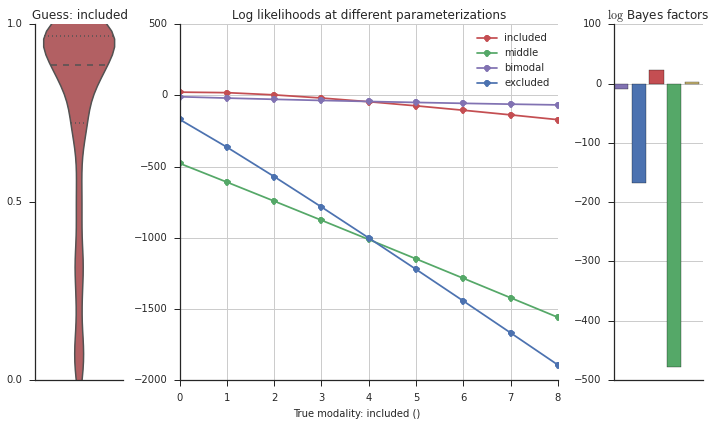 Guess: included
1.0
0.5
0.0
Log likelihoods at different parameterizations
500
0
−500
−1000
−1500
−2000
included
middle
bimodal
excluded
0 1 2 3 4 5 6 7 8
True modality: included ()
log Bayes factors
100
0
−100
−200
−300
−400
−500